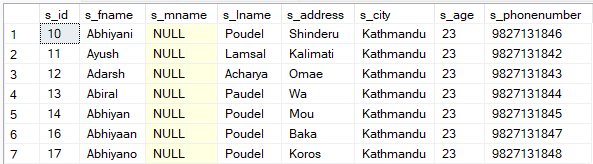 s_id s_fname s_mname s_lname s_address s_city s_age s_phonenumber
1 10 Abhiyani NULL Poudel Shinderu Kathmandu 23 9827131846
2 11 Ayush NULL Lamsal Kalimati Kathmandu 23 9827131842
3 12 Adarsh NULL Acharya Omae Kathmandu 23 9827131843
4 13 Abiral NULL Paudel Wa Kathmandu 23 9827131844
5 14 Abhiyan NULL Poudel Mou Kathmandu 23 9827131845
6 16 Abhiyaan NULL Poudel Baka Kathmandu 23 9827131847
7 17 Abhiyano NULL Poudel Koros Kathmandu 23 9827131848